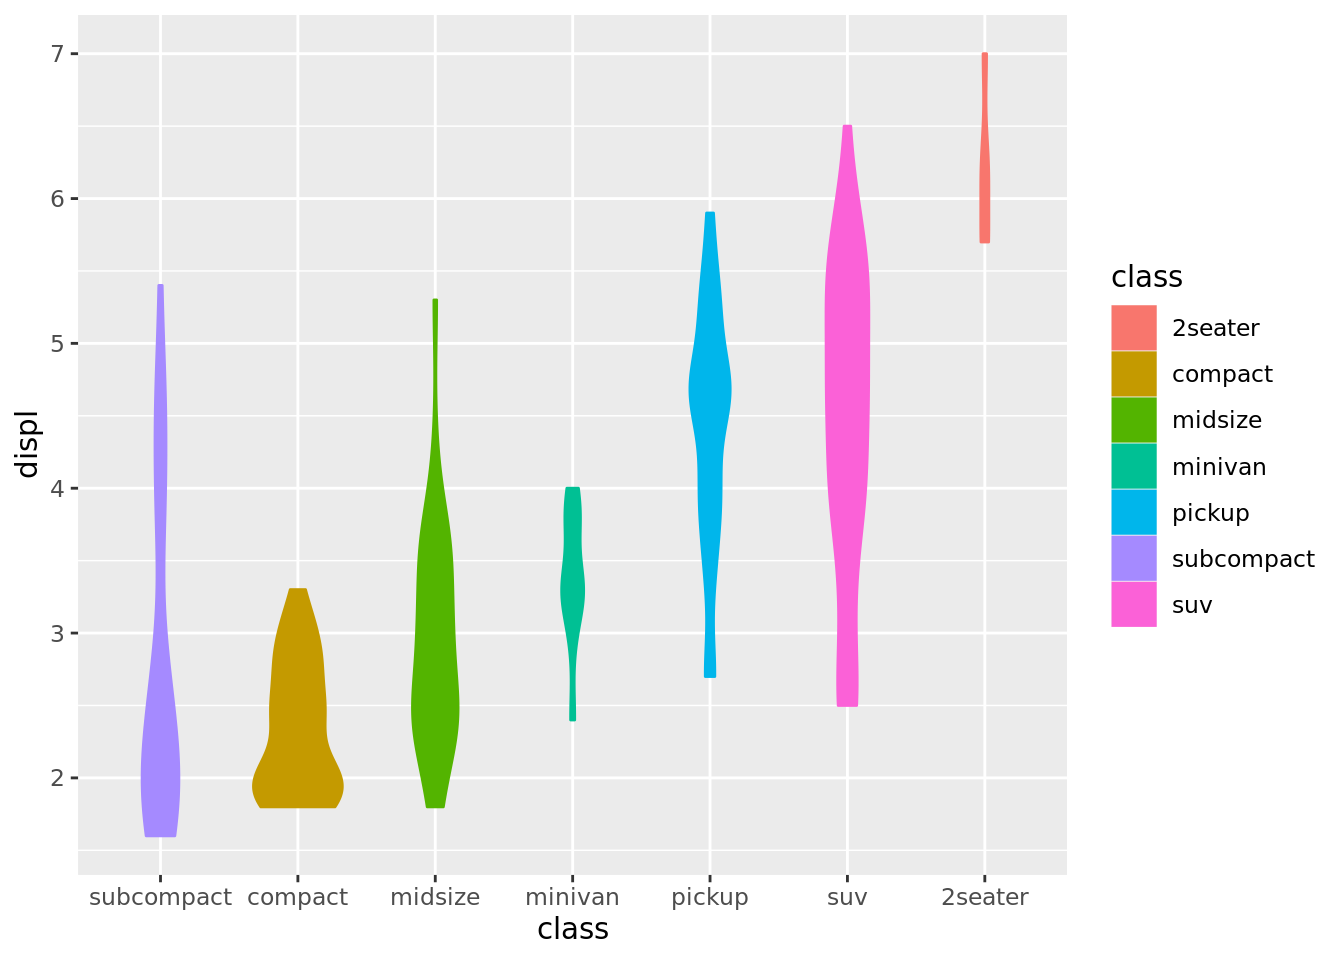 7
6
5
4
3
2
displ
subcompact compact midsize minivan pickup suv 2seater
class
class
2seater
compact
midsize
minivan
pickup
subcompact
suv